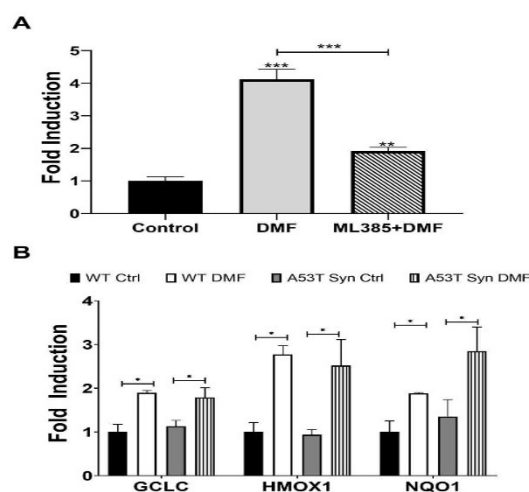 A
Fold Induction
5
4
3
2
1
0
***
***
**
Control DMF ML385+DMF
B
WT Ctrl WT DMF A53T Syn Ctrl A53T Syn DMF
Fold Induction
4
3
2
1
0
* * * * * *
GCLC HMOX1 NQO1